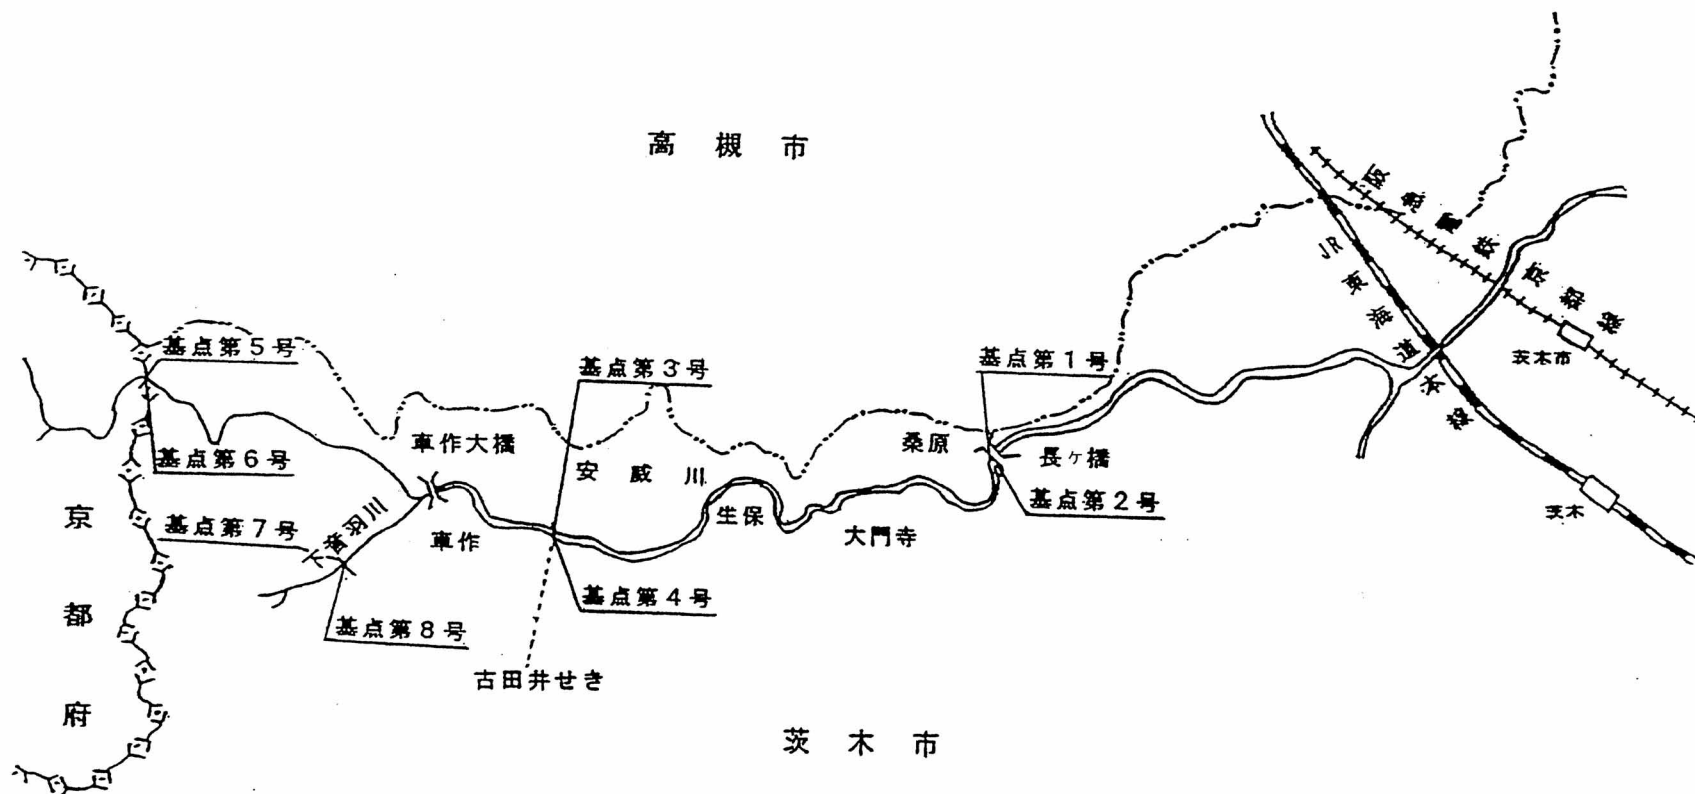 高槻市
阪急電鉄京都線
JR東海道本線
茨木市
茨木
基点第5号
基点第3号
基点第1号
車作大橋
安威川
桑原
長ヶ橋
基点第6号
基点第2号
基点第7号
下音羽川
車作
生保
大門寺
基点第4号
基点第8号
古田井せき
京都府
茨木市